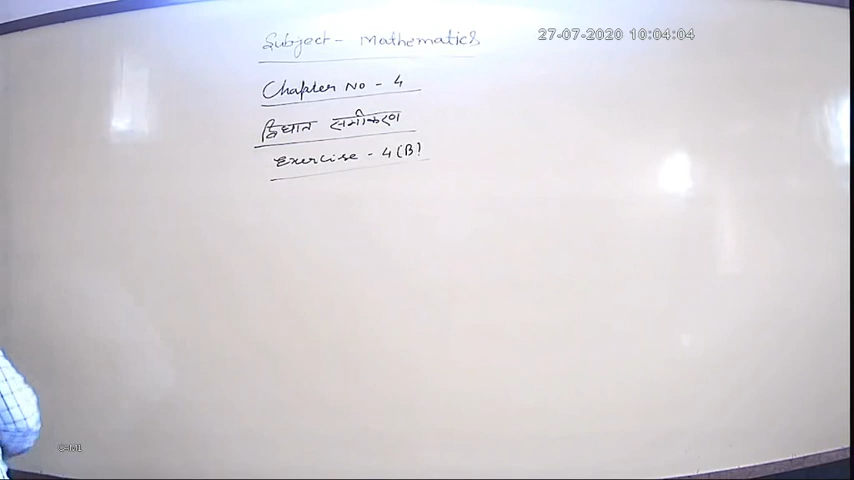 Subject - Mathematics
27-07-2020 10:04:04
Chapter No - 4
विघात समीकरण
Exercise - 4(B)